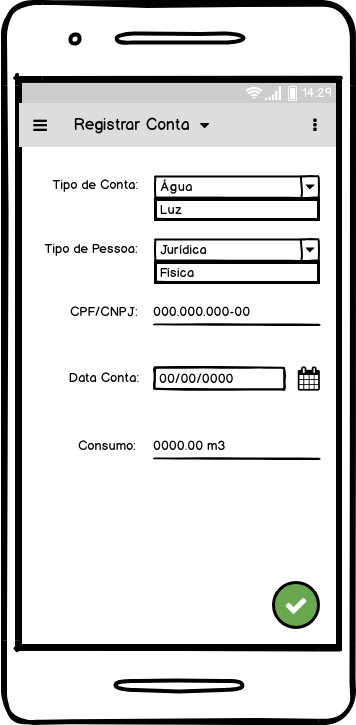 14:29
Registrar Conta
Tipo de Conta: Água
Luz
Tipo de Pessoa: Jurídica
Física
CPF/CNPJ: 000.000.000-00
Data Conta: 00/00/0000
Consumo: 0000.00 m3